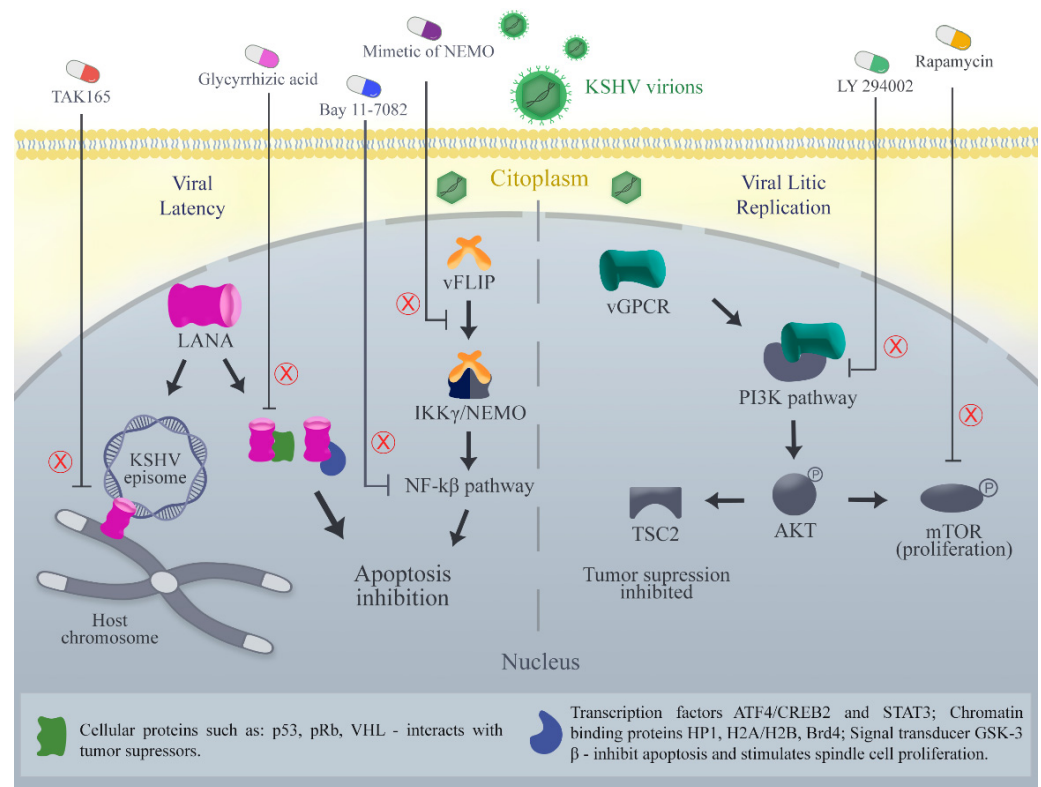 TAK165
Glycyrrhizic acid
Bay 11-7082
Mimetic of NEMO
KSHV virions
LY 294002
Rapamycin
Viral
Latency
Citoplasm
Viral Litic
Replication
LANA
vFLIP
vGPCR
X
X
X
X
X
X
IKKγ/NEMO
PI3K pathway
KSHV
episome
NF-kβ pathway
P
P
TSC2
AKT
mTOR
(proliferation)
Apoptosis
inhibition
Tumor supression
inhibited
Host
chromosome
Nucleus
Cellular proteins such as: p53, pRb, VHL - interacts with
tumor supressors.
Transcription factors ATF4/CREB2 and STAT3; Chromatin
binding proteins HP1, H2A/H2B, Brd4; Signal transducer GSK-3
β - inhibit apoptosis and stimulates spindle cell proliferation.